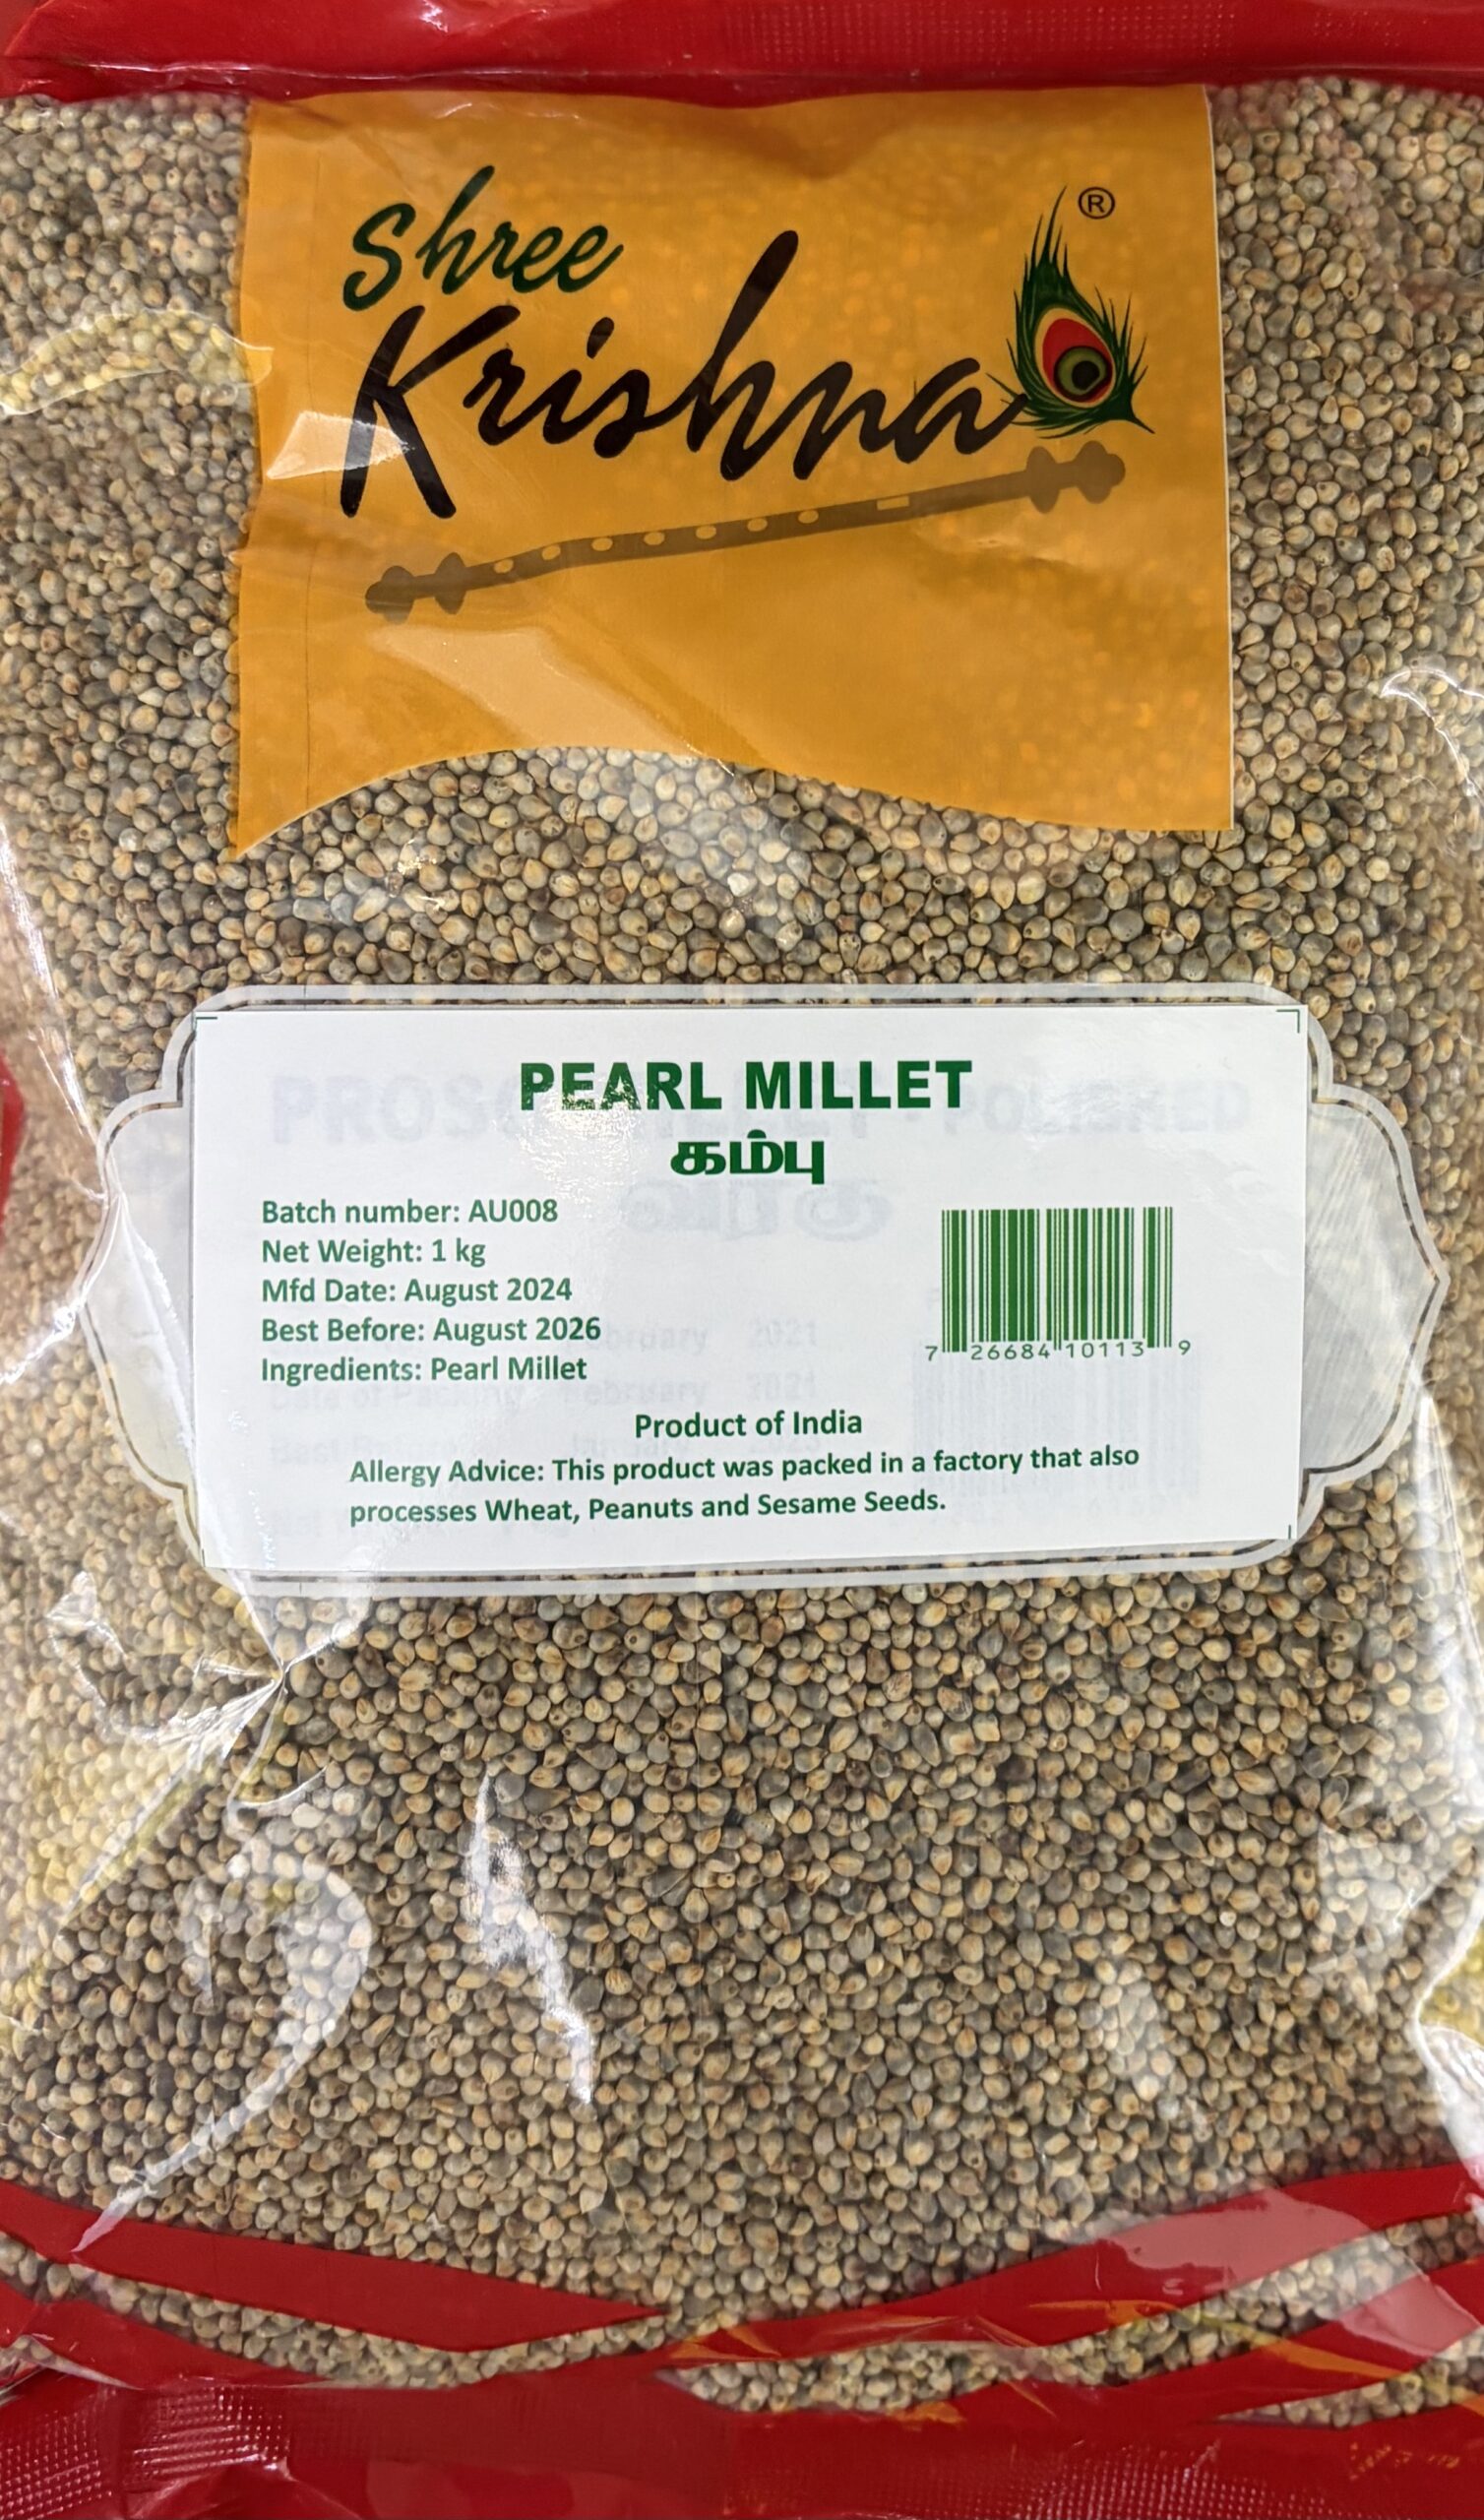 Shree
Krishna ®
PEARL MILLET
கம்பு
Batch number: AU008
Net Weight: 1 kg
Mfd Date: August 2024
Best Before: August 2026
Ingredients: Pearl Millet
7 26684 10113 9
Product of India
Allergy Advice: This product was packed in a factory that also
processes Wheat, Peanuts and Sesame Seeds.